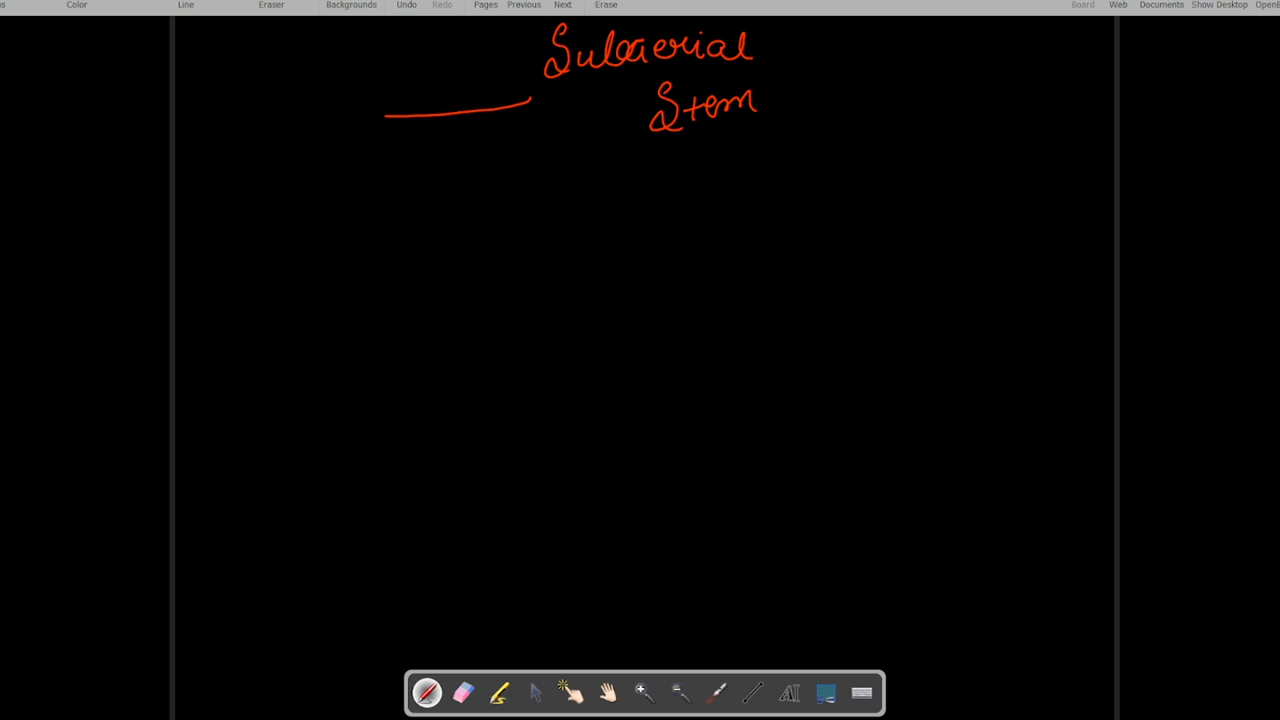 Color Line Eraser Backgrounds Undo Redo Pages Previous Next Erase Board Web Documents Show Desktop
Subaerial
Stem